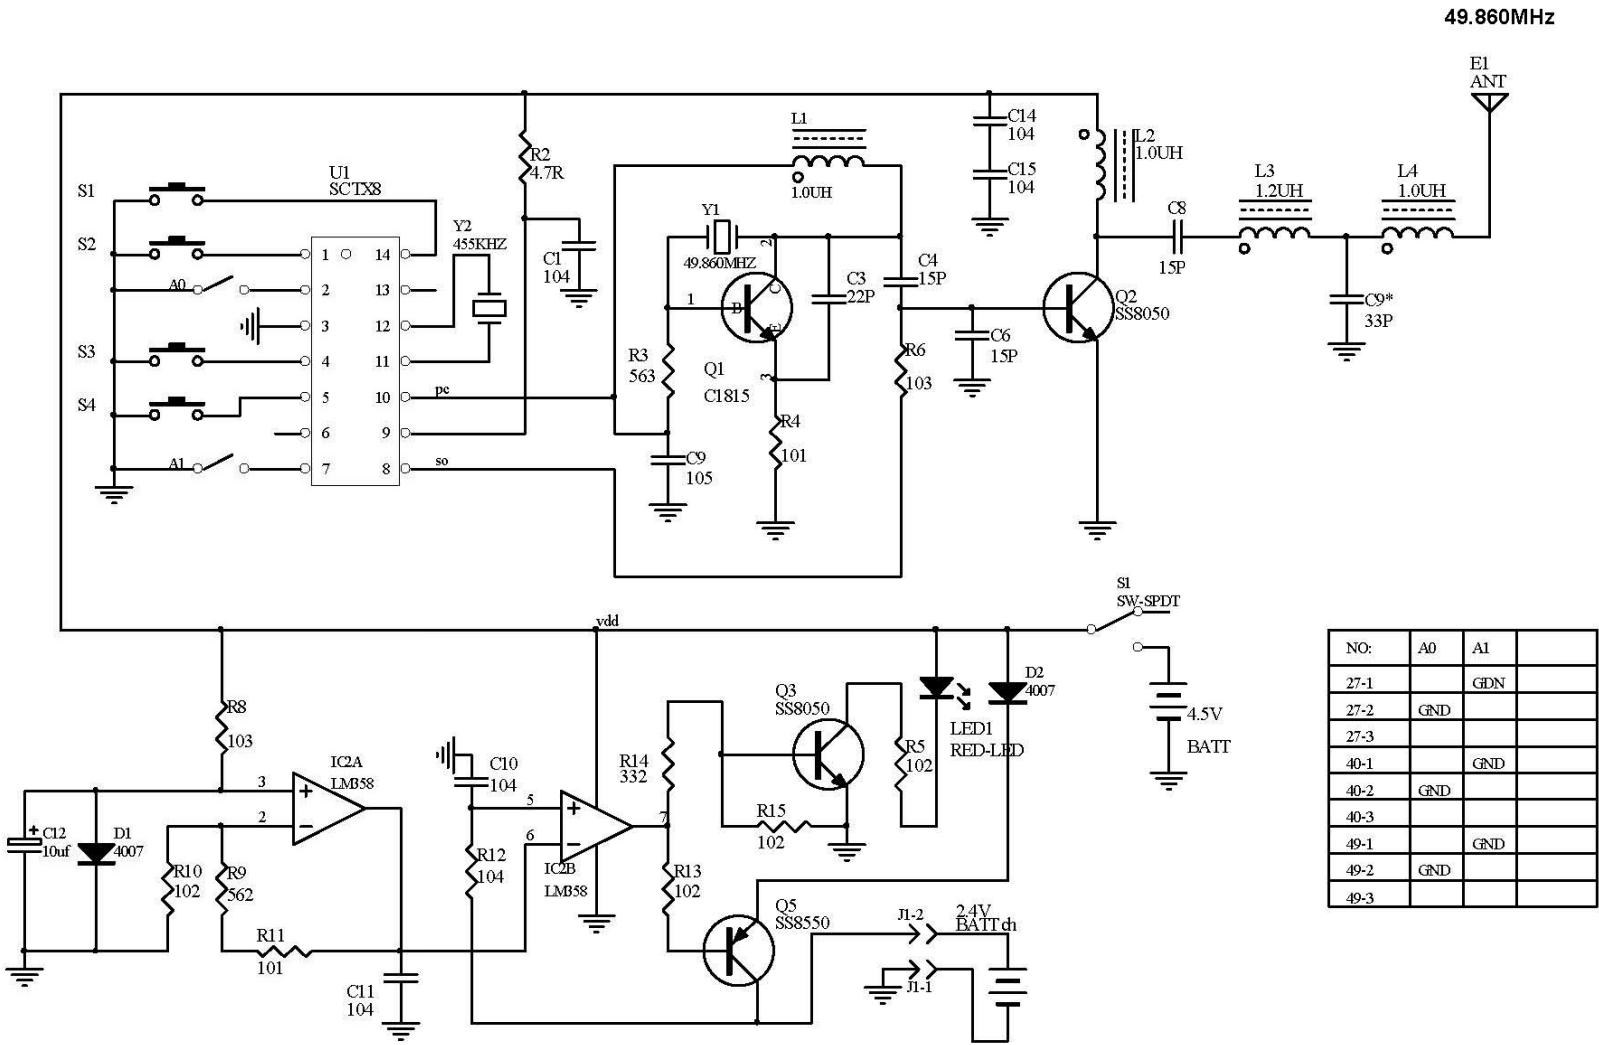 49.860MHz
E1
ANT
L1
1.0UH
C14
104
C15
104
L2
1.0UH
L3
1.2UH
L4
1.0UH
R2
4.7R
U1
SCTX8
S1
S2
A0
S3
S4
A1
1 14
2 13
3 12
4 11
5 10
6 9
7 8
pc
so
Y2
455KHZ
C1
104
Y1
49.860MHZ
2
C
1
B
E
3
Q1
C1815
R3
563
C9
105
R4
101
C3
22P
C4
15P
C6
15P
R6
103
Q2
SS8050
C8
15P
C9*
33P
S1
SW-SPDT
vdd
4.5V
BATT
R8
103
IC2A
LM358
3
+
2
-
C12
+
10uf
D1
4007
R10
102
R9
562
R11
101
C11
104
C10
104
5
+
6
-
7
IC2B
LM358
R12
104
R14
332
R13
102
Q3
SS8050
R15
102
R5
102
LED1
RED-LED
D2
4007
Q5
SS8550
J1-2
2.4V
BATT ch
J1-1
NO: A0 A1
27-1 GDN
27-2 GND
27-3
40-1 GND
40-2 GND
40-3
49-1 GND
49-2 GND
49-3